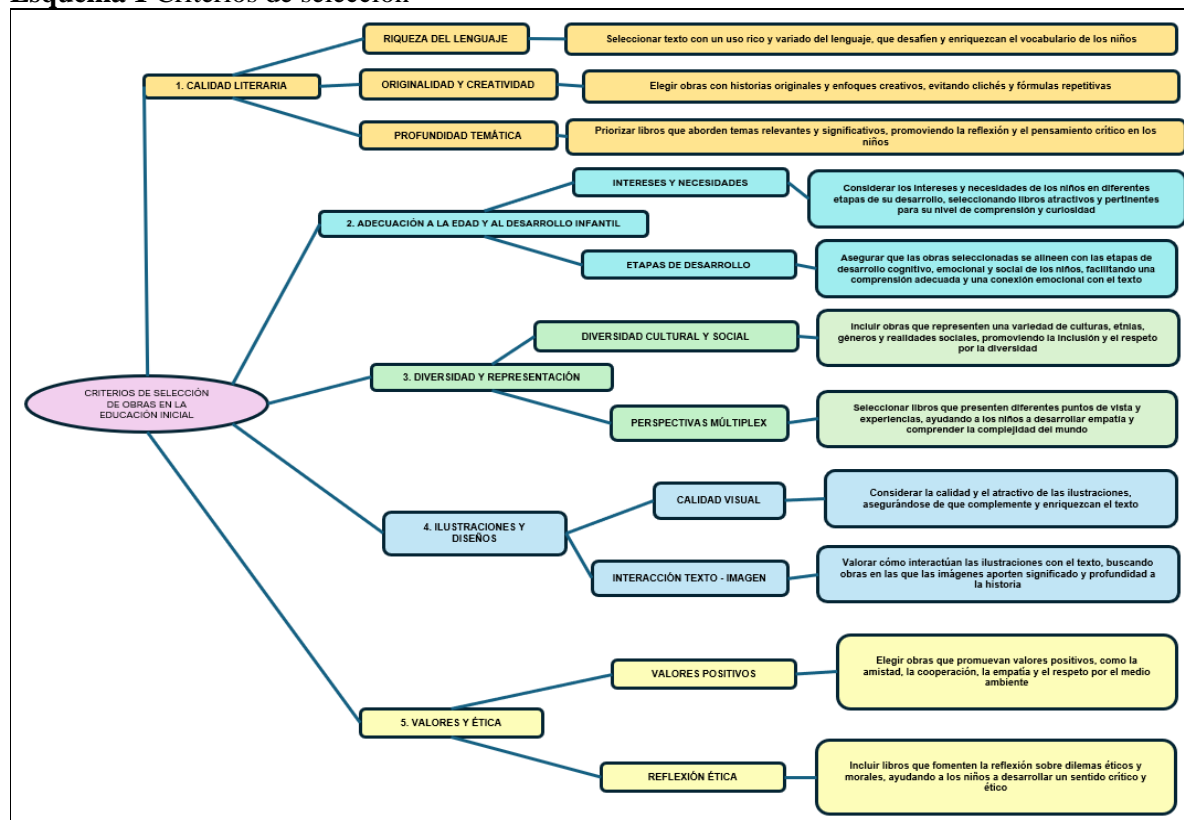 Esquema 1 Criterios de selección
RIQUEZA DEL LENGUAJE
Seleccionar texto con un uso rico y variado del lenguaje, que desafíen y enriquezcan el vocabulario de los niños
1. CALIDAD LITERARIA
ORIGINALIDAD Y CREATIVIDAD
Elegir obras con historias originales y enfoques creativos, evitando clichés y fórmulas repetitivas
PROFUNDIDAD TEMÁTICA
Priorizar libros que aborden temas relevantes y significativos, promoviendo la reflexión y el pensamiento crítico en los
niños
INTERESES Y NECESIDADES
Considerar los intereses y necesidades de los niños en diferentes
etapas de su desarrollo, seleccionando libros atractivos y pertinentes
para su nivel de comprensión y curiosidad
2. ADECUACIÓN A LA EDAD Y AL DESARROLLO INFANTIL
ETAPAS DE DESARROLLO
Asegurar que las obras seleccionadas se alineen con las etapas de
desarrollo cognitivo, emocional y social de los niños, facilitando una
comprensión adecuada y una conexión emocional con el texto
DIVERSIDAD CULTURAL Y SOCIAL
Incluir obras que representen una variedad de culturas, etnias,
géneros y realidades sociales, promoviendo la inclusión y el respeto
por la diversidad
3. DIVERSIDAD Y REPRESENTACIÓN
CRITERIOS DE SELECCIÓN
DE OBRAS EN LA
EDUCACIÓN INICIAL
PERSPECTIVAS MÚLTIPLEX
Seleccionar libros que presenten diferentes puntos de vista y
experiencias, ayudando a los niños a desarrollar empatía y
comprender la complejidad del mundo
CALIDAD VISUAL
Considerar la calidad y el atractivo de las ilustraciones,
asegurándose de que complemente y enriquezcan el texto
4. ILUSTRACIONES Y
DISEÑOS
INTERACCIÓN TEXTO - IMAGEN
Valorar cómo interactúan las ilustraciones con el texto, buscando
obras en las que las imágenes aporten significado y profundidad a
la historia
VALORES POSITIVOS
Elegir obras que promuevan valores positivos, como la
amistad, la cooperación, la empatía y el respeto por el medio
ambiente
5. VALORES Y ÉTICA
REFLEXIÓN ÉTICA
Incluir libros que fomenten la reflexión sobre dilemas éticos y
morales, ayudando a los niños a desarrollar un sentido crítico y
ético